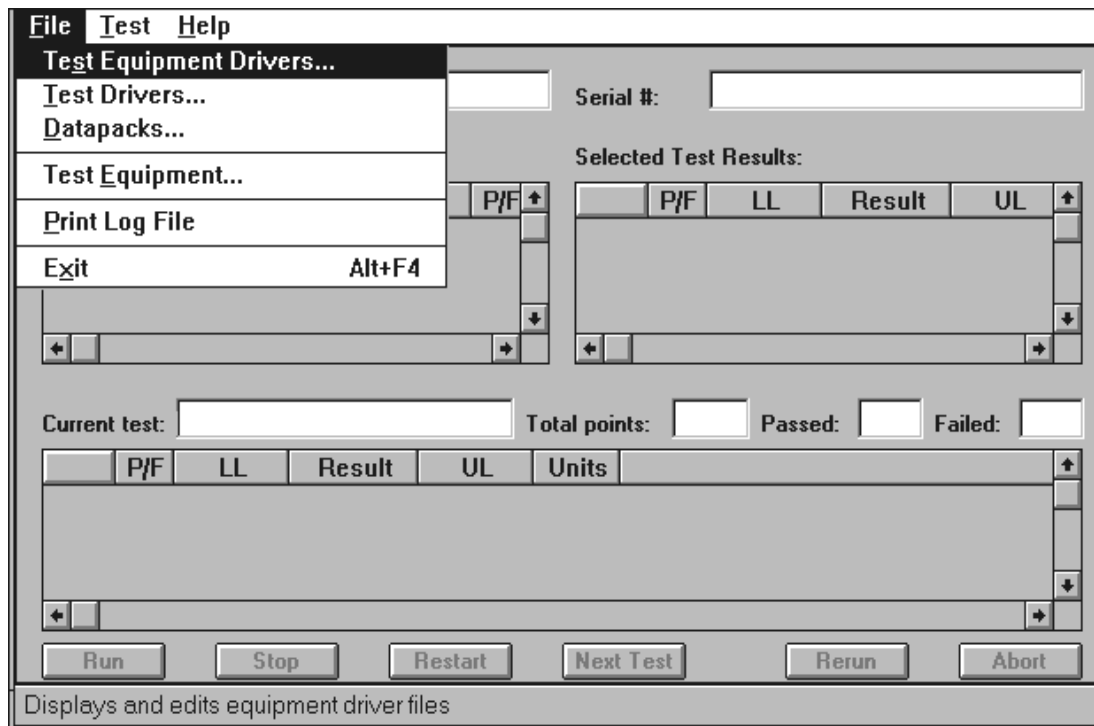 File Test Help
Test Equipment Drivers...
Test Drivers...
Datapacks...
Test Equipment...
Print Log File
Exit Alt+F4
Serial #:
Selected Test Results:
P/F
P/F LL Result UL
Current test: Total points: Passed: Failed:
P/F LL Result UL Units
Run Stop Restart Next Test Rerun Abort
Displays and edits equipment driver files